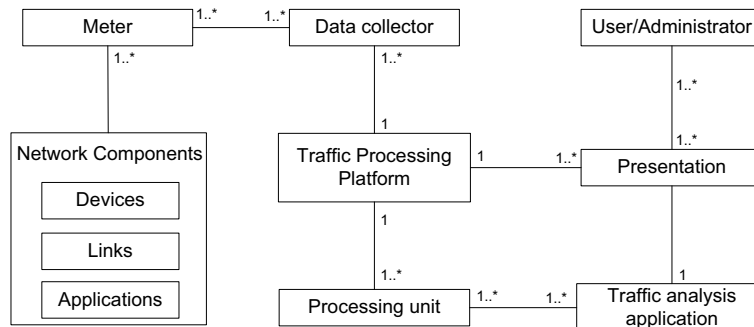 Meter
1..*
1..*
Data collector
User/Administrator
1..*
1..*
1..*
1
1..*
Network Components
Devices
Links
Applications
Traffic Processing
Platform
1
1..*
Presentation
1
1..*
1
Processing unit
1..*
1..*
Traffic analysis
application